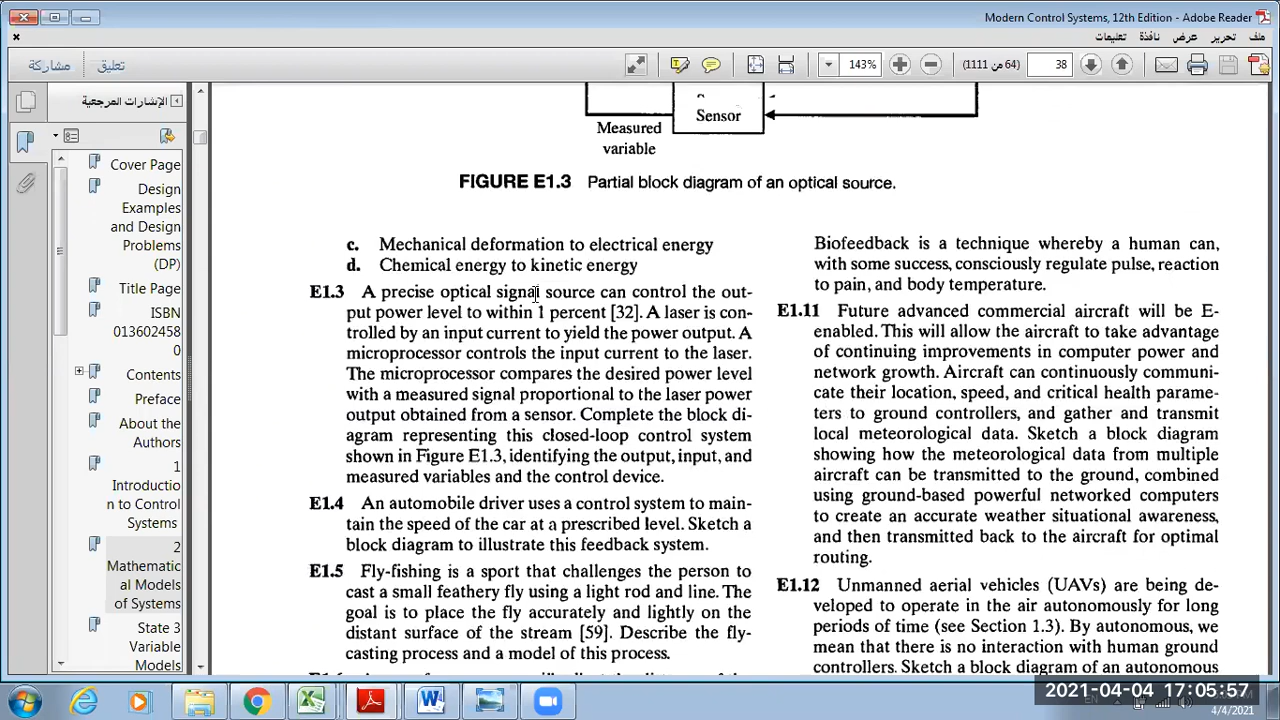 Modern Control Systems, 12th Edition - Adobe Reader
ملف تحرير عرض نافذة تعليمات
مشاركة تعليق 143% (64 من 1111) 38
الإشارات المرجعية
Cover Page
Design
Examples
and Design
Problems
(DP)
Title Page
ISBN
013602458
0
Contents
Preface
About the
Authors
1
Introductio
n to Control
Systems
2
Mathematic
al Models
of Systems
State 3
Variable
Models
Sensor
Measured
variable
FIGURE E1.3 Partial block diagram of an optical source.
c. Mechanical deformation to electrical energy
d. Chemical energy to kinetic energy
E1.3 A precise optical signal source can control the out-
put power level to within 1 percent [32]. A laser is con-
trolled by an input current to yield the power output. A
microprocessor controls the input current to the laser.
The microprocessor compares the desired power level
with a measured signal proportional to the laser power
output obtained from a sensor. Complete the block di-
agram representing this closed-loop control system
shown in Figure E1.3, identifying the output, input, and
measured variables and the control device.
E1.4 An automobile driver uses a control system to main-
tain the speed of the car at a prescribed level. Sketch a
block diagram to illustrate this feedback system.
E1.5 Fly-fishing is a sport that challenges the person to
cast a small feathery fly using a light rod and line. The
goal is to place the fly accurately and lightly on the
distant surface of the stream [59]. Describe the fly-
casting process and a model of this process.
Biofeedback is a technique whereby a human can,
with some success, consciously regulate pulse, reaction
to pain, and body temperature.
E1.11 Future advanced commercial aircraft will be E-
enabled. This will allow the aircraft to take advantage
of continuing improvements in computer power and
network growth. Aircraft can continuously communi-
cate their location, speed, and critical health parame-
ters to ground controllers, and gather and transmit
local meteorological data. Sketch a block diagram
showing how the meteorological data from multiple
aircraft can be transmitted to the ground, combined
using ground-based powerful networked computers
to create an accurate weather situational awareness,
and then transmitted back to the aircraft for optimal
routing.
E1.12 Unmanned aerial vehicles (UAVs) are being de-
veloped to operate in the air autonomously for long
periods of time (see Section 1.3). By autonomous, we
mean that there is no interaction with human ground
controllers. Sketch a block diagram of an autonomous
2021-04-04 17:05:57
EN
4/4/2021